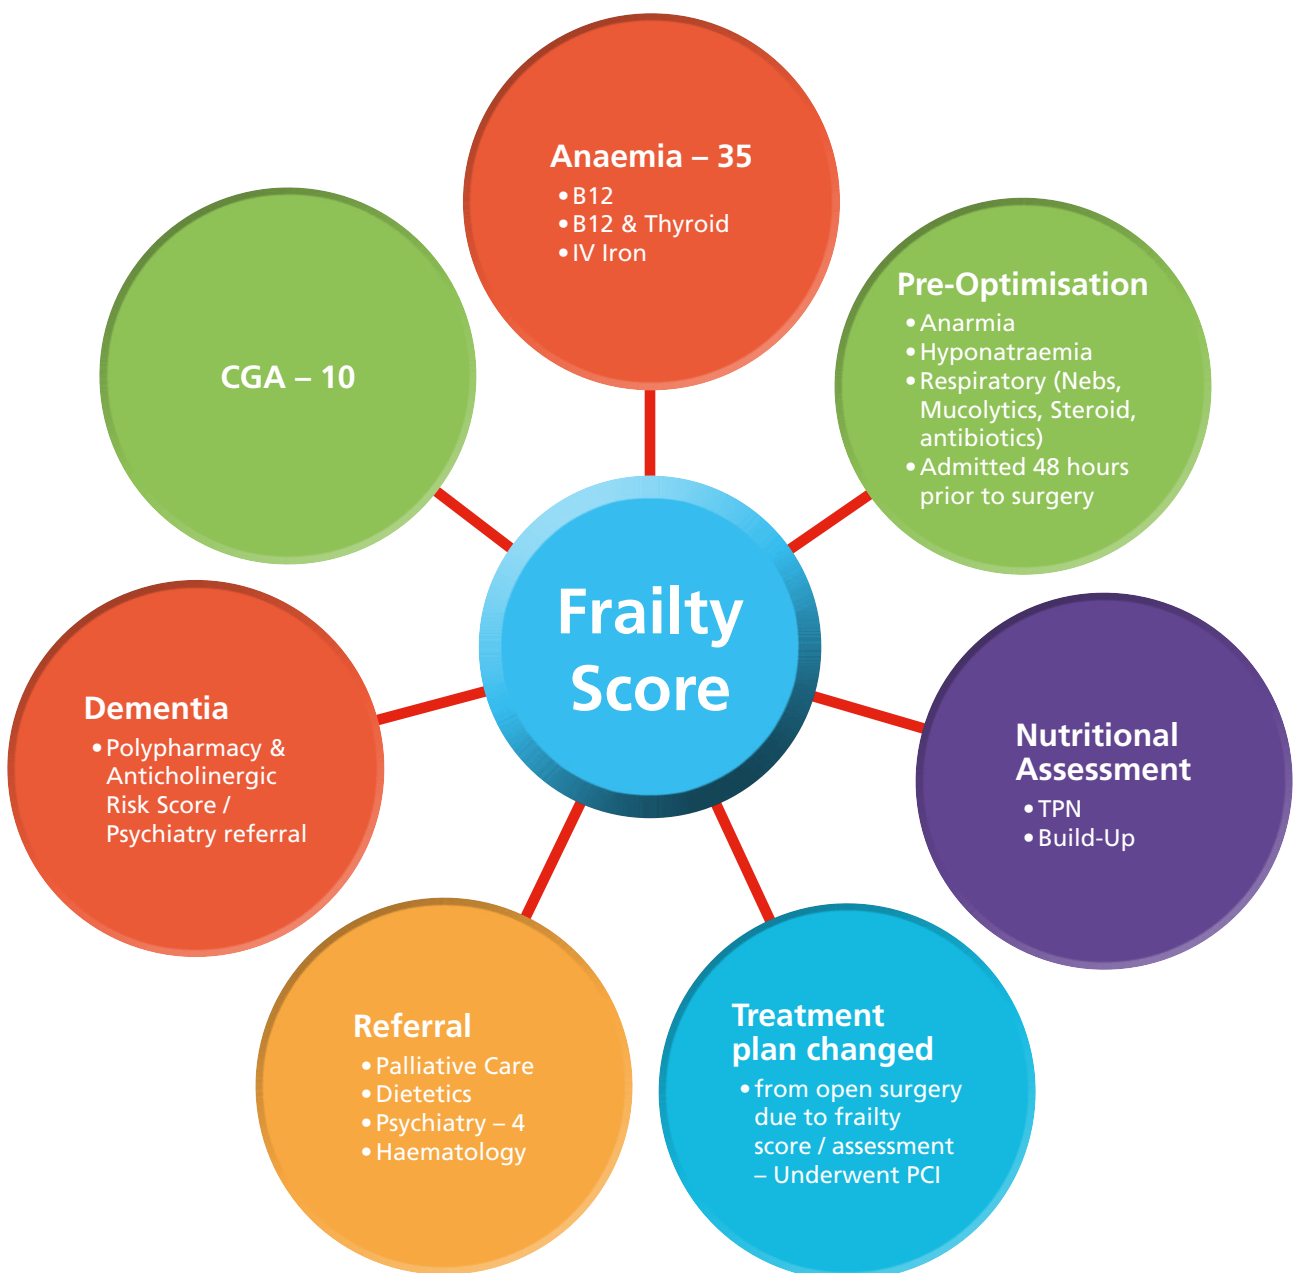 Anaemia – 35
• B12
• B12 & Thyroid
• IV Iron
Pre-Optimisation
• Anarmia
• Hyponatraemia
• Respiratory (Nebs,
Mucolytics, Steroid,
antibiotics)
• Admitted 48 hours
prior to surgery
Nutritional
Assessment
• TPN
• Build-Up
Treatment
plan changed
• from open surgery
due to frailty
score / assessment
– Underwent PCI
Referral
• Palliative Care
• Dietetics
• Psychiatry – 4
• Haematology
Dementia
• Polypharmacy &
Anticholinergic
Risk Score /
Psychiatry referral
CGA – 10
Frailty
Score